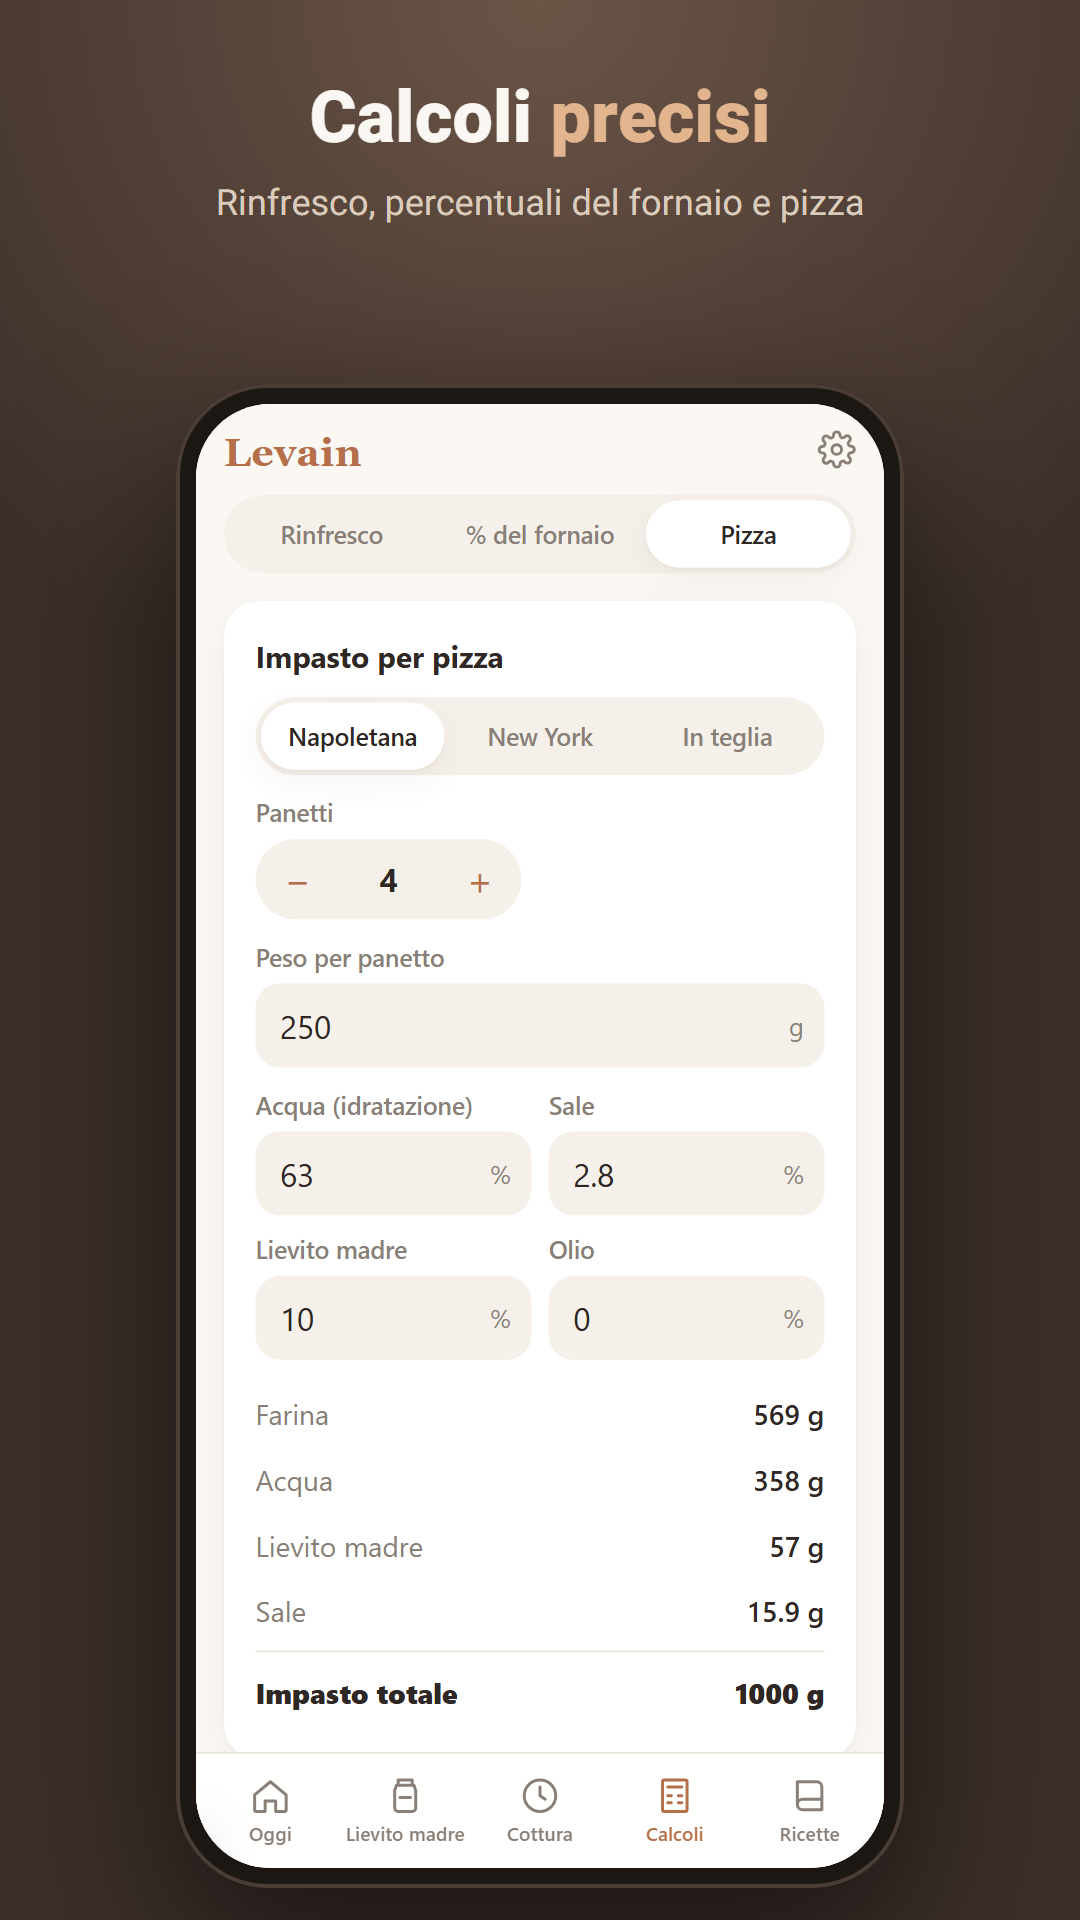 Calcoli precisi
Rinfresco, percentuali del fornaio e pizza
Levain
Rinfresco % del fornaio Pizza
Impasto per pizza
Napoletana New York In teglia
Panetti
− 4 +
Peso per panetto
250 g
Acqua (idratazione) Sale
63 % 2.8 %
Lievito madre Olio
10 % 0 %
Farina 569 g
Acqua 358 g
Lievito madre 57 g
Sale 15.9 g
Impasto totale 1000 g
Oggi Lievito madre Cottura Calcoli Ricette